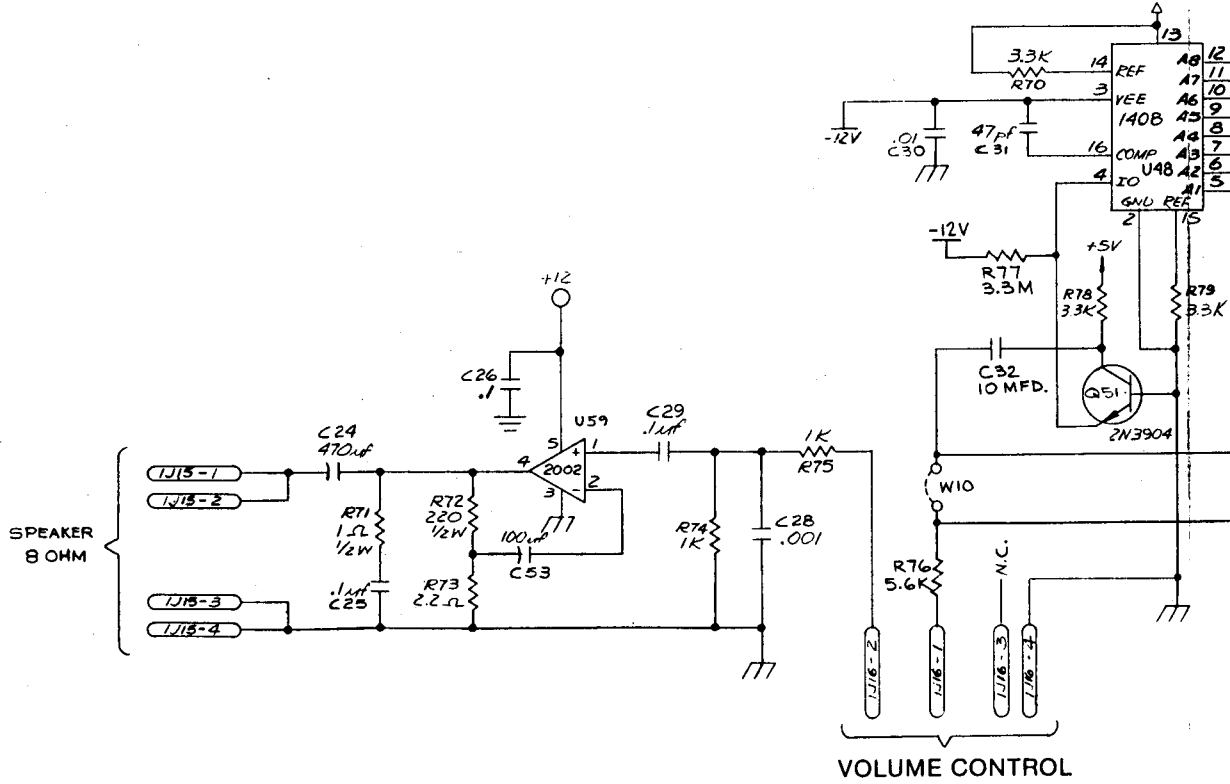 13
3.3K
R70
14
REF
3
VEE
1408
-12V
.01
C30
47pf
C31
16
COMP
U48
4
IO
A8 12
A7 11
A6 10
A5 9
A4 8
A3 7
A2 6
A1 5
GND REF
2
15
-12V
R77
3.3M
+5V
R78
3.3K
R79
3.3K
C32
10 MFD.
Q51
2N3904
+12
C26
.1
U59
5
1
+
4
2002
-
2
3
C29
.1mf
1K
R75
C24
470mf
1J15-1
1J15-2
SPEAKER
8 OHM
1J15-3
1J15-4
R71
1 Ω
1/2W
.1mf
C25
R72
220
1/2W
100mf
C53
R73
2.2Ω
R74
1K
C28
.001
W10
R76
5.6K
N.C.
1J16-2
1J16-1
1J16-3
1J16-4
VOLUME CONTROL